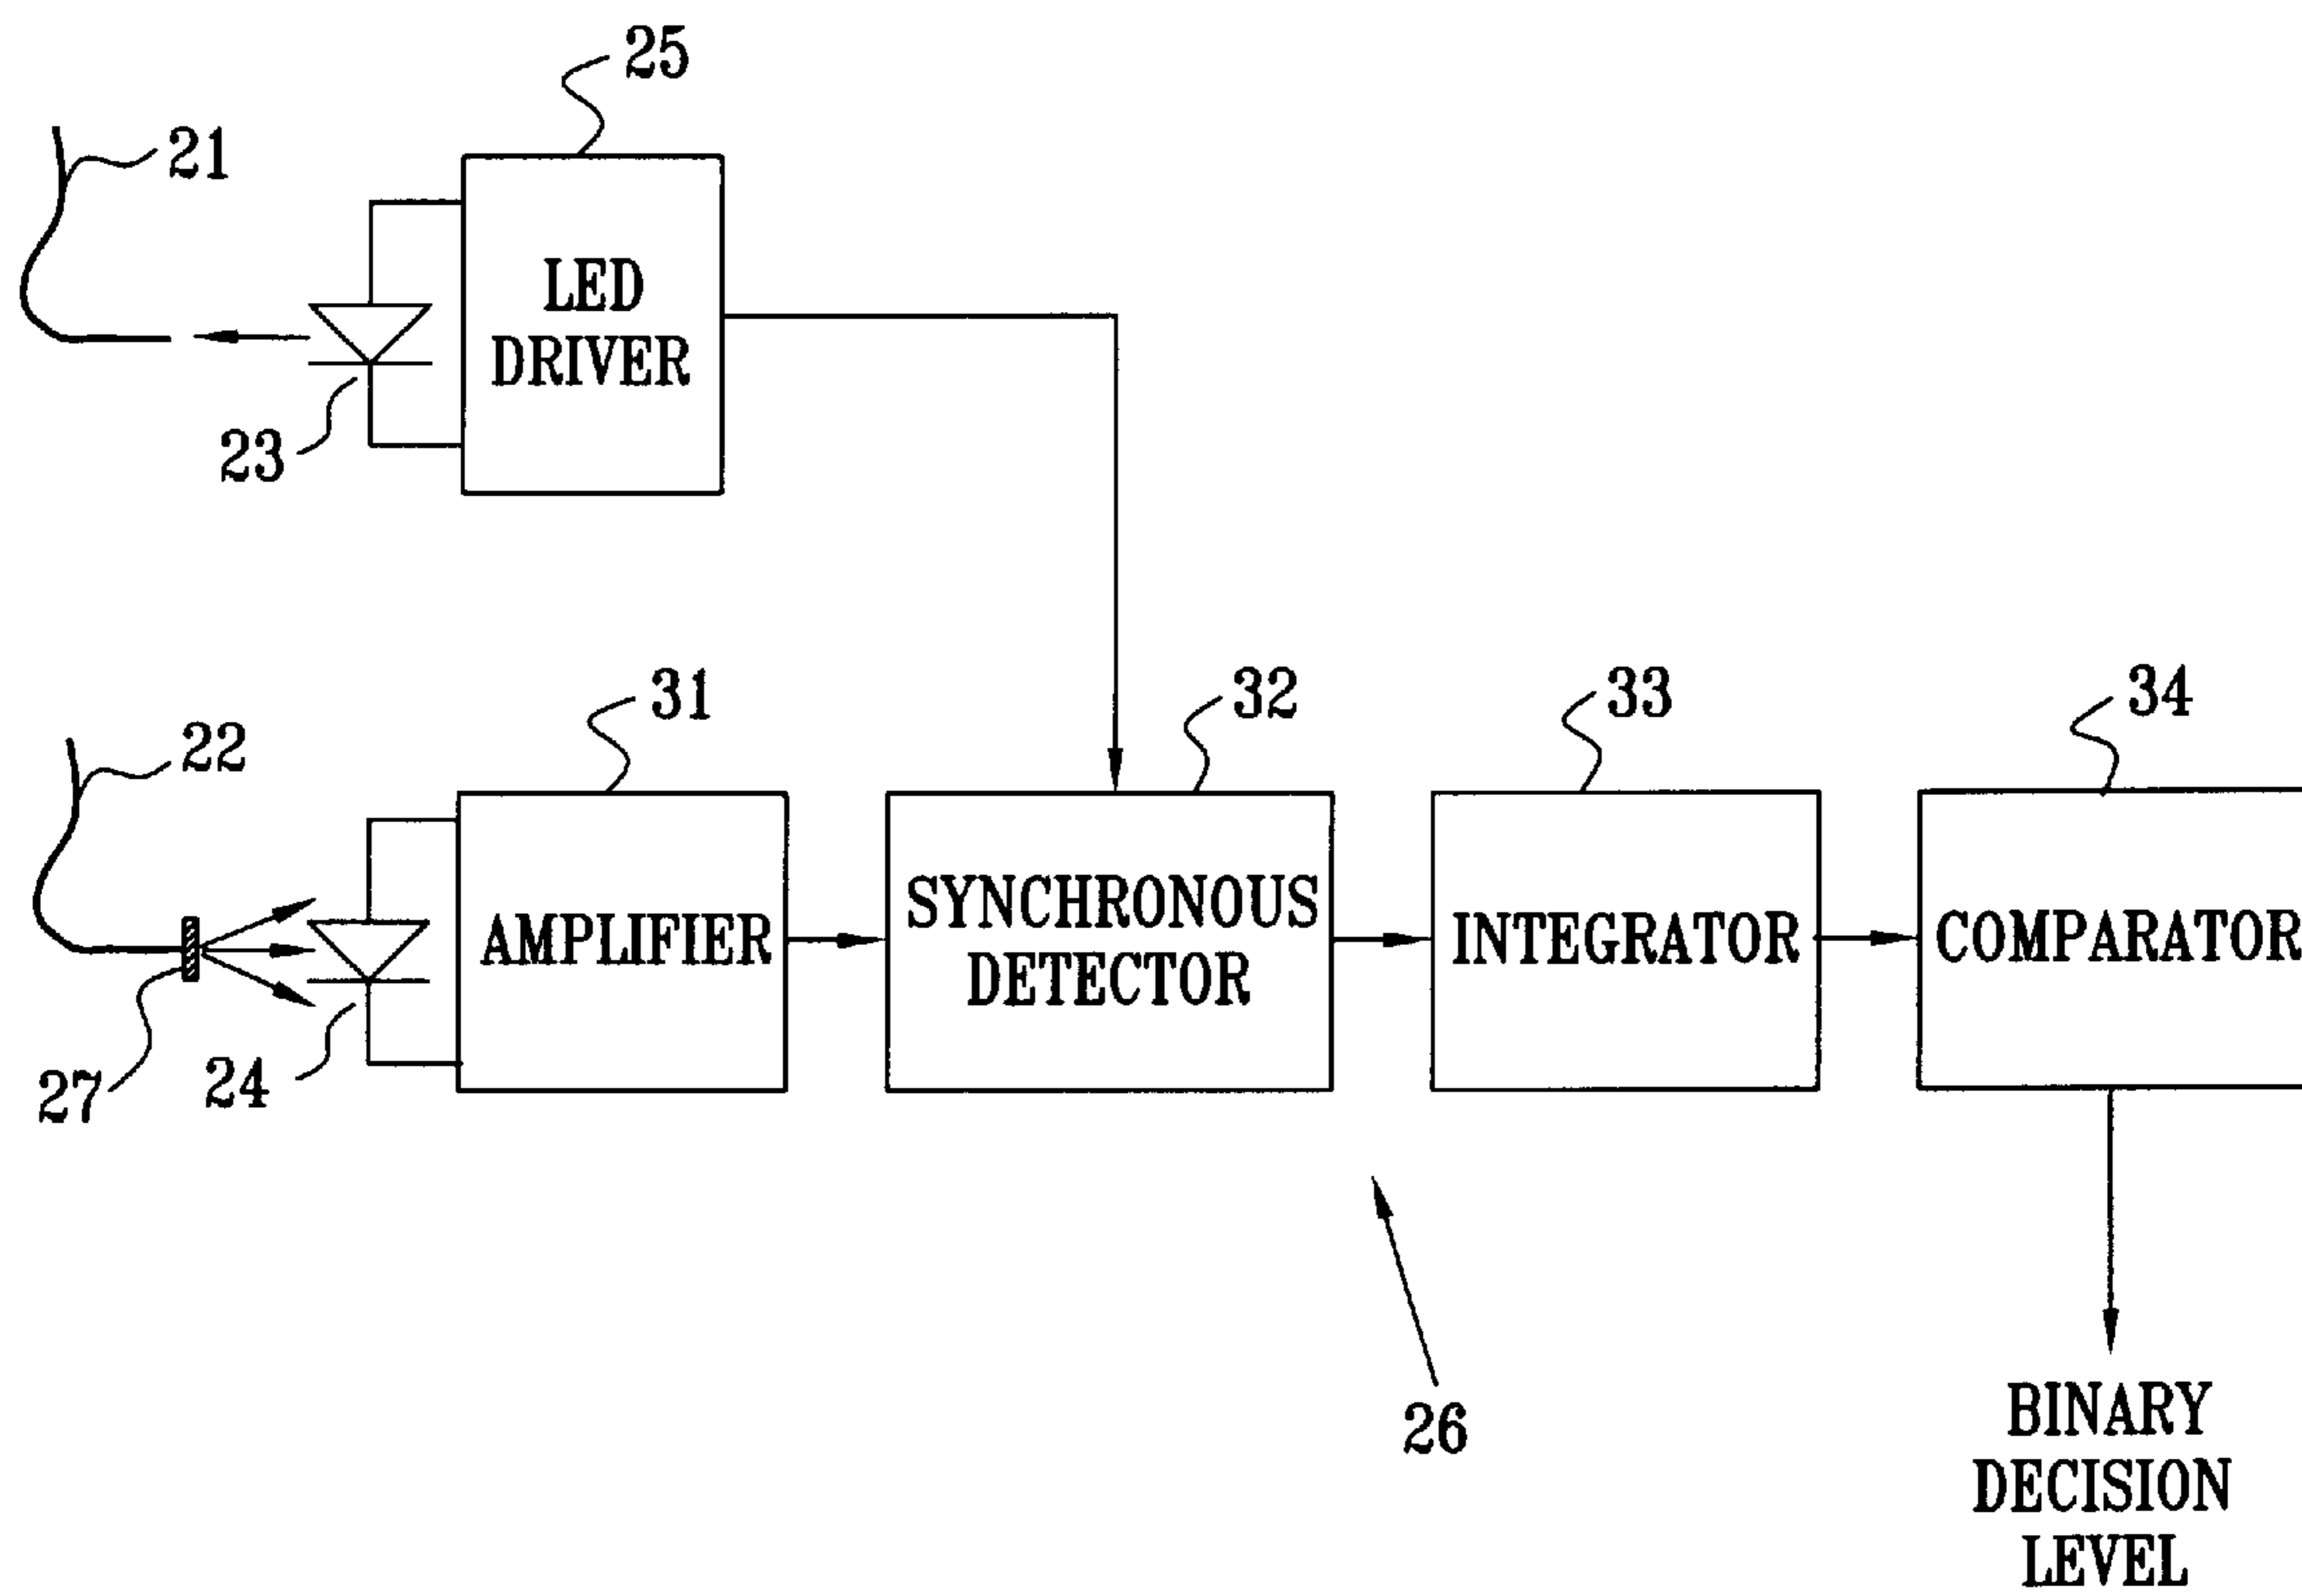 25
21
LED
DRIVER
23
31
32
33
34
22
AMPLIFIER
SYNCHRONOUS
DETECTOR
INTEGRATOR
COMPARATOR
27
24
26
BINARY
DECISION
LEVEL